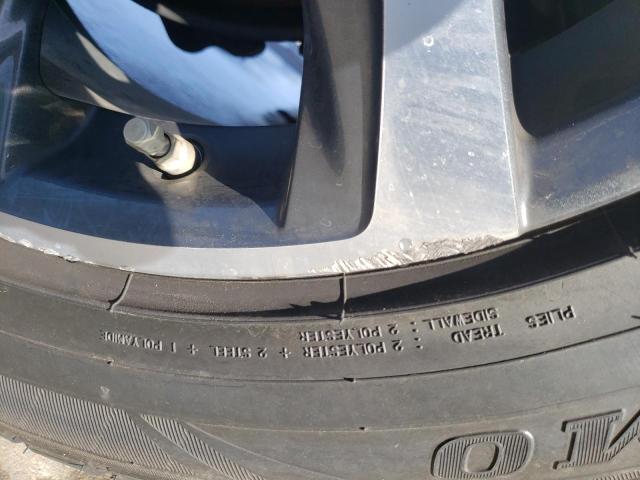 PLIES
TREAD : 2 POLYESTER + 2 STEEL + 1 POLYAMIDE
SIDEWALL : 2 POLYESTER